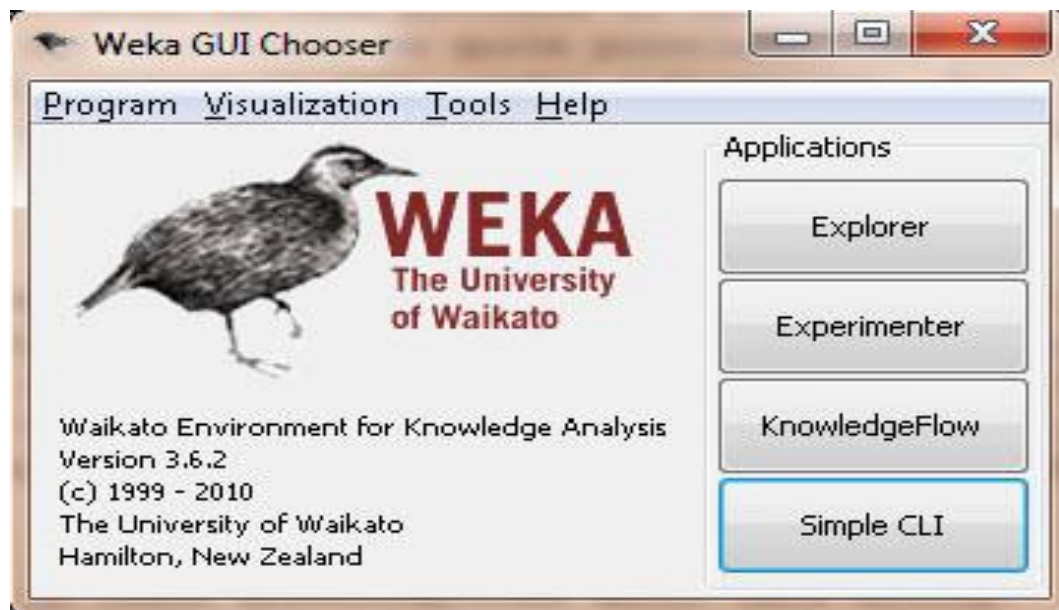 Weka GUI Chooser
Program Visualization Tools Help
WEKA
The University
of Waikato
Waikato Environment for Knowledge Analysis
Version 3.6.2
(c) 1999 - 2010
The University of Waikato
Hamilton, New Zealand
Applications
Explorer
Experimenter
KnowledgeFlow
Simple CLI